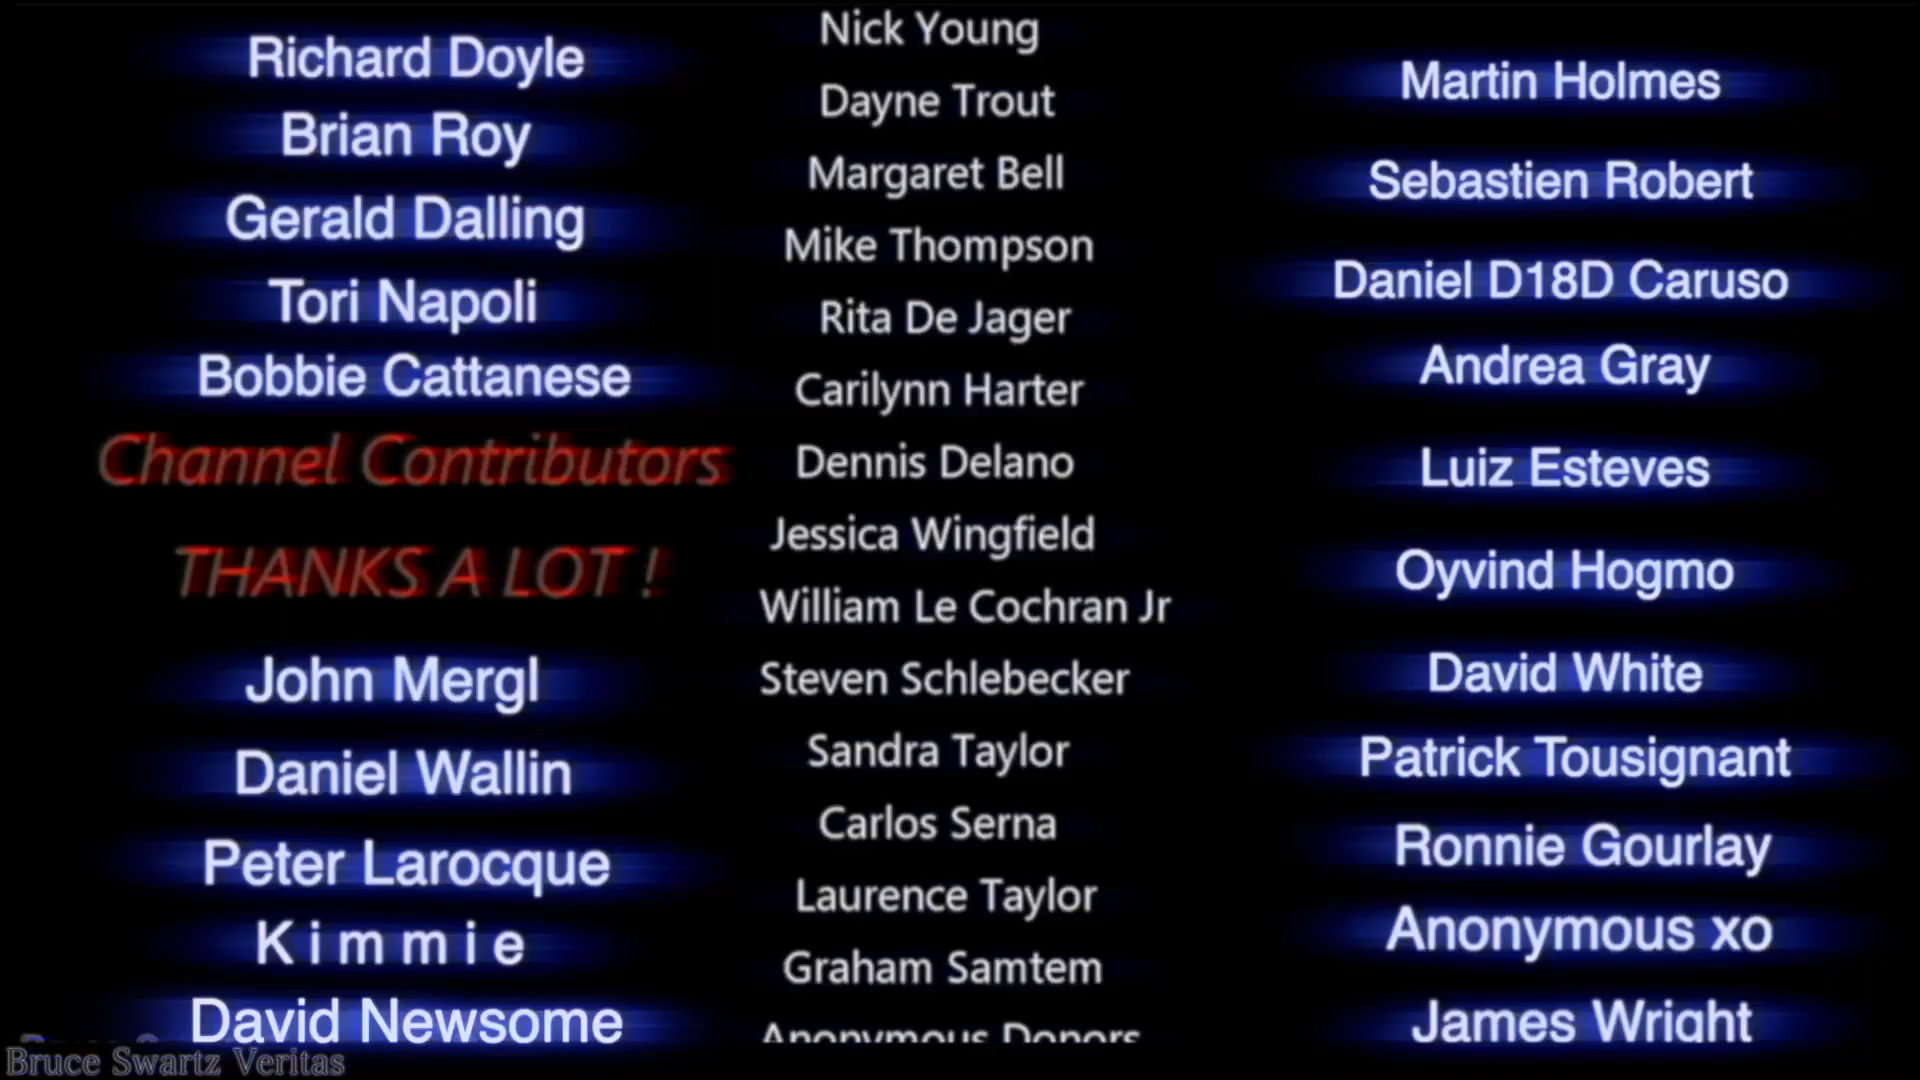 Richard Doyle
Brian Roy
Gerald Dalling
Tori Napoli
Bobbie Cattanese
Channel Contributors
THANKS A LOT !
John Mergl
Daniel Wallin
Peter Larocque
K i m m i e
David Newsome
Bruce Swartz Veritas
Nick Young
Dayne Trout
Margaret Bell
Mike Thompson
Rita De Jager
Carilynn Harter
Dennis Delano
Jessica Wingfield
William Le Cochran Jr
Steven Schlebecker
Sandra Taylor
Carlos Serna
Laurence Taylor
Graham Samtem
Anonymous Donors
Martin Holmes
Sebastien Robert
Daniel D18D Caruso
Andrea Gray
Luiz Esteves
Oyvind Hogmo
David White
Patrick Tousignant
Ronnie Gourlay
Anonymous xo
James Wright